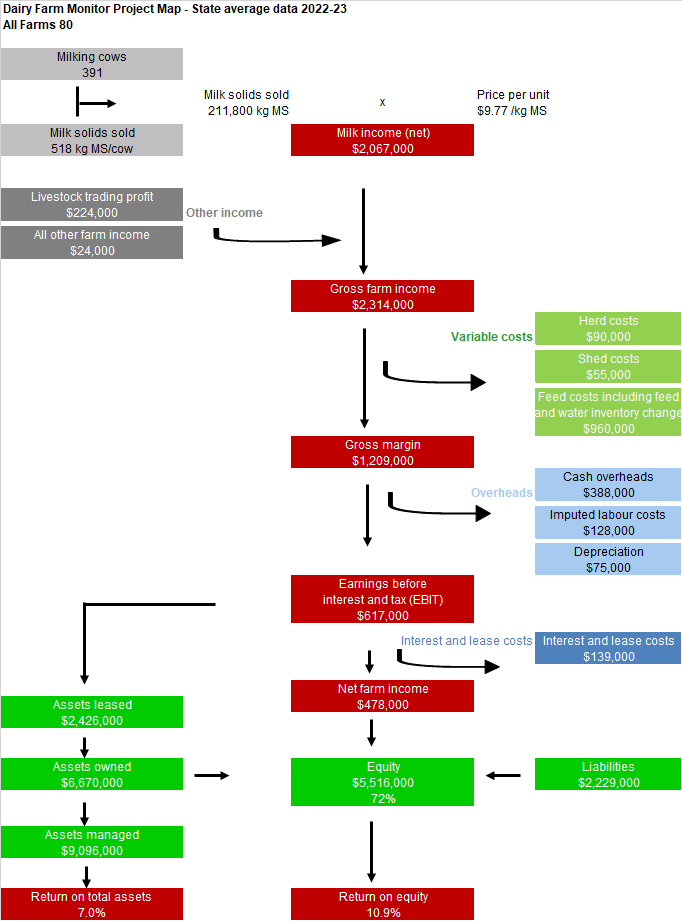 Dairy Farm Monitor Project Map - State average data 2022-23
All Farms 80
Milking cows
391
Milk solids sold
211,800 kg MS
x
Price per unit
$9.77 /kg MS
Milk solids sold
518 kg MS/cow
Milk income (net)
$2,067,000
Livestock trading profit
$224,000
Other income
All other farm income
$24,000
Gross farm income
$2,314,000
Variable costs
Herd costs
$90,000
Shed costs
$55,000
Feed costs including feed
and water inventory change
$960,000
Gross margin
$1,209,000
Overheads
Cash overheads
$388,000
Imputed labour costs
$128,000
Depreciation
$75,000
Earnings before
interest and tax (EBIT)
$617,000
Interest and lease costs
Interest and lease costs
$139,000
Net farm income
$478,000
Assets leased
$2,426,000
Assets owned
$6,670,000
Equity
$5,516,000
72%
Liabilities
$2,229,000
Assets managed
$9,096,000
Return on total assets
7.0%
Return on equity
10.9%